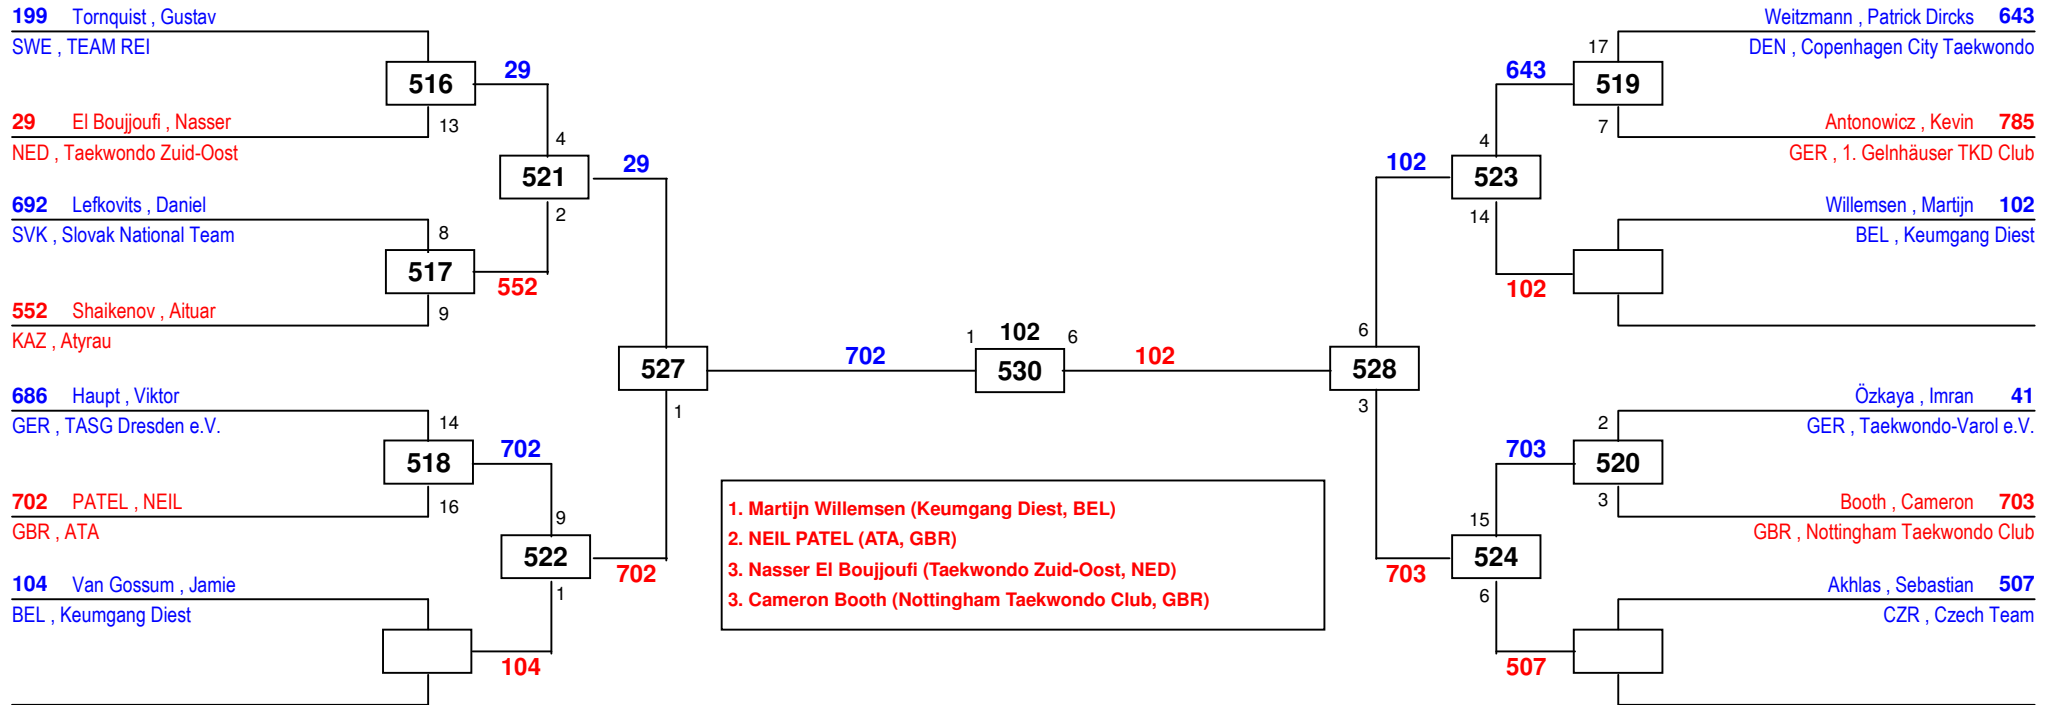 199 Tornquist , Gustav
SWE , TEAM REI
516
29
29 El Boujjoufi , Nasser
13
NED , Taekwondo Zuid-Oost
4
521
29
2
692 Lefkovits , Daniel
SVK , Slovak National Team
8
517
552
9
552 Shaikenov , Aituar
KAZ , Atyrau
527
1
686 Haupt , Viktor
GER , TASG Dresden e.V.
14
518
702
702 PATEL , NEIL
16
GBR , ATA
9
522
702
1
104 Van Gossum , Jamie
BEL , Keumgang Diest
104
702
1
102
6
530
102
1. Martijn Willemsen (Keumgang Diest, BEL)
2. NEIL PATEL (ATA, GBR)
3. Nasser El Boujjoufi (Taekwondo Zuid-Oost, NED)
3. Cameron Booth (Nottingham Taekwondo Club, GBR)
Weitzmann , Patrick Dircks 643
17
DEN , Copenhagen City Taekwondo
643
519
Antonowicz , Kevin 785
7
GER , 1. Gelnhäuser TKD Club
4
102
523
14
Willemsen , Martijn 102
BEL , Keumgang Diest
102
6
528
3
Özkaya , Imran 41
2
GER , Taekwondo-Varol e.V.
703
520
Booth , Cameron 703
3
GBR , Nottingham Taekwondo Club
15
524
703
6
Akhlas , Sebastian 507
CZR , Czech Team
507